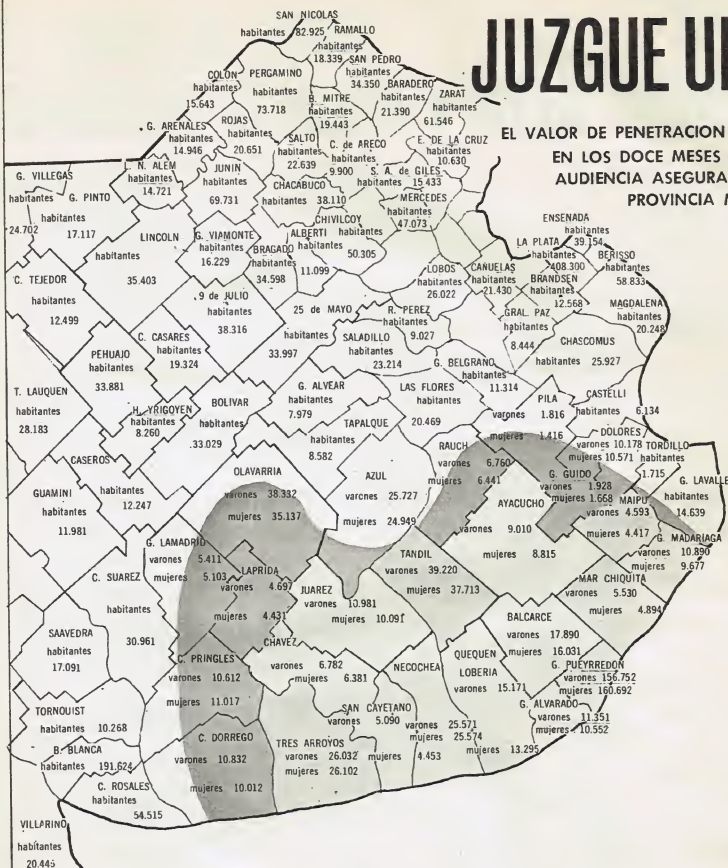 JUZGUE U
EL VALOR DE PENETRACION
EN LOS DOCE MESES
AUDIENCIA ASEGURA
PROVINCIA
SAN NICOLAS
habitantes 82.925
RAMALLO
habitantes
18.339
SAN PEDRO
habitantes
34.350
BARADERO
habitantes
21.390
ZARAT
61.546
COLON
habitantes
15.643
PERGAMINO
habitantes
73.718
B. MITRE
habitantes
19.443
G. ARENALES
habitantes
14.946
ROJAS
habitantes
20.651
SALTO
habitantes
22.639
C. de ARECO
habitantes
9.900
E. DE LA CRUZ
habitantes
10.630
S. A. de GILES
habitantes 15.433
G. VILLEGAS
habitantes
24.702
G. PINTO
habitantes
17.117
L. N. ALEM
habitantes
14.721
JUNIN
habitantes
69.731
CHACABUCO
habitantes 38.110
MERCEDES
habitantes
47.073
LINCOLN
habitantes
35.403
G. VIAMONTE
habitantes
16.229
BRAGADO
habitantes
34.598
ALBERTI
habitantes
11.099
CHIVILCOY
habitantes
50.305
ENSENADA
habitantes
39.154
LA PLATA
habitantes
408.300
BERISSO
habitantes
58.833
LOBOS
habitantes
26.022
CAÑUELAS
habitantes
21.430
BRANDSEN
habitantes
12.568
MAGDALENA
habitantes
20.248
C. TEJEDOR
habitantes
12.499
9 de JULIO
habitantes
38.316
25 de MAYO
habitantes
33.997
R. PEREZ
habitantes
9.027
GRAL. PAZ
habitantes
8.444
CHASCOMUS
habitantes 25.927
PEHUAJO
habitantes
33.881
C. CASARES
habitantes
19.324
SALADILLO
habitantes
23.214
G. BELGRANO
habitantes
11.314
T. LAUQUEN
habitantes
28.183
H. YRIGOYEN
habitantes
8.260
BOLIVAR
habitantes
33.029
G. ALVEAR
habitantes
7.979
LAS FLORES
habitantes
20.469
PILA
varones 1.816
mujeres 1.416
CASTELLI
habitantes 6.134
TAPALQUE
habitantes
8.582
DOLORES
varones 10.178
mujeres 10.571
TORDILLO
habitantes
1.715
CASEROS
habitantes
12.247
GUAMINI
habitantes
11.981
OLAVARRIA
varones 38.332
mujeres 35.137
AZUL
varones 25.727
mujeres 24.949
RAUCH
varones 6.760
mujeres 6.441
G. GUIDO
varones 1.928
mujeres 1.668
MAIPU
varones 4.593
mujeres 4.417
G. LAVALLE
habitantes
14.639
AYACUCHO
varones 9.010
mujeres 8.815
G. MADARIAGA
varones 10.890
mujeres 9.677
G. LAMADRID
varones 5.411
mujeres 5.103
LAPRIDA
varones 4.697
mujeres 4.431
TANDIL
varones 39.220
mujeres 37.713
C. SUAREZ
habitantes
30.961
JUAREZ
varones 10.981
mujeres 10.091
MAR CHIQUITA
varones 5.530
mujeres 4.894
BALCARCE
varones 17.890
mujeres 16.031
SAAVEDRA
habitantes
17.091
CHAVEZ
varones 6.782
mujeres 6.381
NECOCHEA
varones 25.571
mujeres 25.574
QUEQUEN
LOBERIA
varones 15.171
mujeres 13.295
G. PUEYRREDON
varones 156.752
mujeres 160.692
C. PRINGLES
varones 10.612
mujeres 11.017
G. ALVARADO
varones 11.351
mujeres 10.552
TORNQUIST
habitantes 10.268
SAN CAYETANO
varones 5.090
mujeres 4.453
B. BLANCA
habitantes 191.624
C. DORREGO
varones 10.832
mujeres 10.012
TRES ARROYOS
varones 26.032
mujeres 26.102
C. ROSALES
habitantes
54.515
VILLARINO
habitantes
20.445